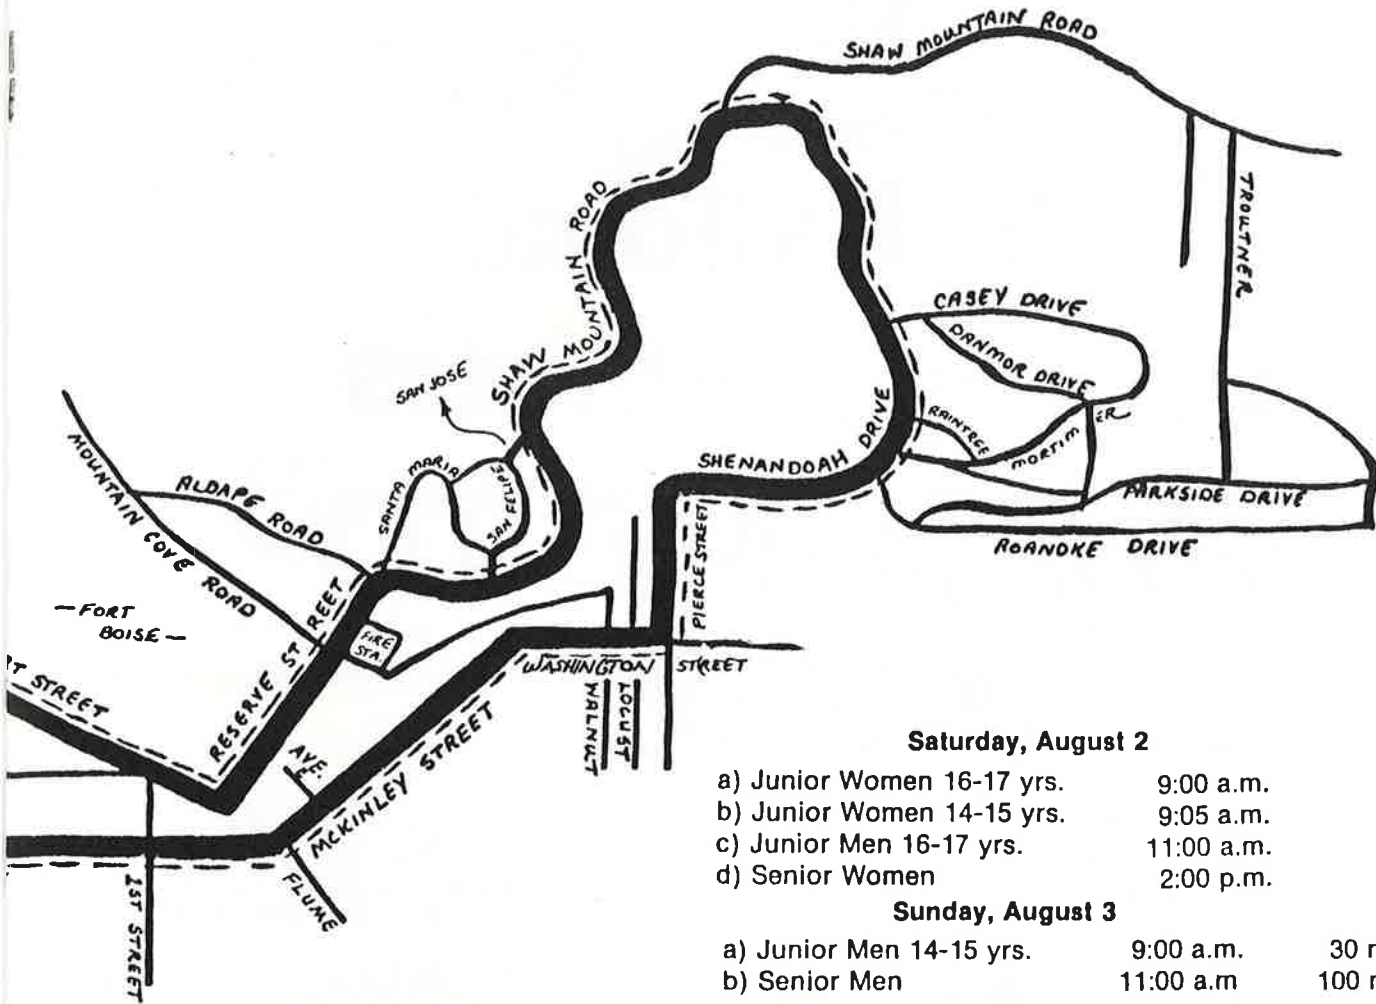 SHAW MOUNTAIN ROAD
TROUTNER
SHAW MOUNTAIN ROAD
CASEY DRIVE
DANMOR DRIVE
SAN JOSE
RAINTREE
MORTIMER
SHENANDOAH DRIVE
PARKSIDE DRIVE
ROANOKE DRIVE
SANTA MARIA
SAN FELIPE
MOUNTAIN COVE ROAD
ALDAPE ROAD
PIERCE STREET
—FORT
BOISE—
FIRE
STA.
RESERVE STREET
RT STREET
WASHINGTON STREET
WALNUT
LOCUST
AVE.
MCKINLEY STREET
FLUME
1ST STREET
Saturday, August 2
a) Junior Women 16-17 yrs. 9:00 a.m.
b) Junior Women 14-15 yrs. 9:05 a.m.
c) Junior Men 16-17 yrs. 11:00 a.m.
d) Senior Women 2:00 p.m.
Sunday, August 3
a) Junior Men 14-15 yrs. 9:00 a.m. 30
b) Senior Men 11:00 a.m 100